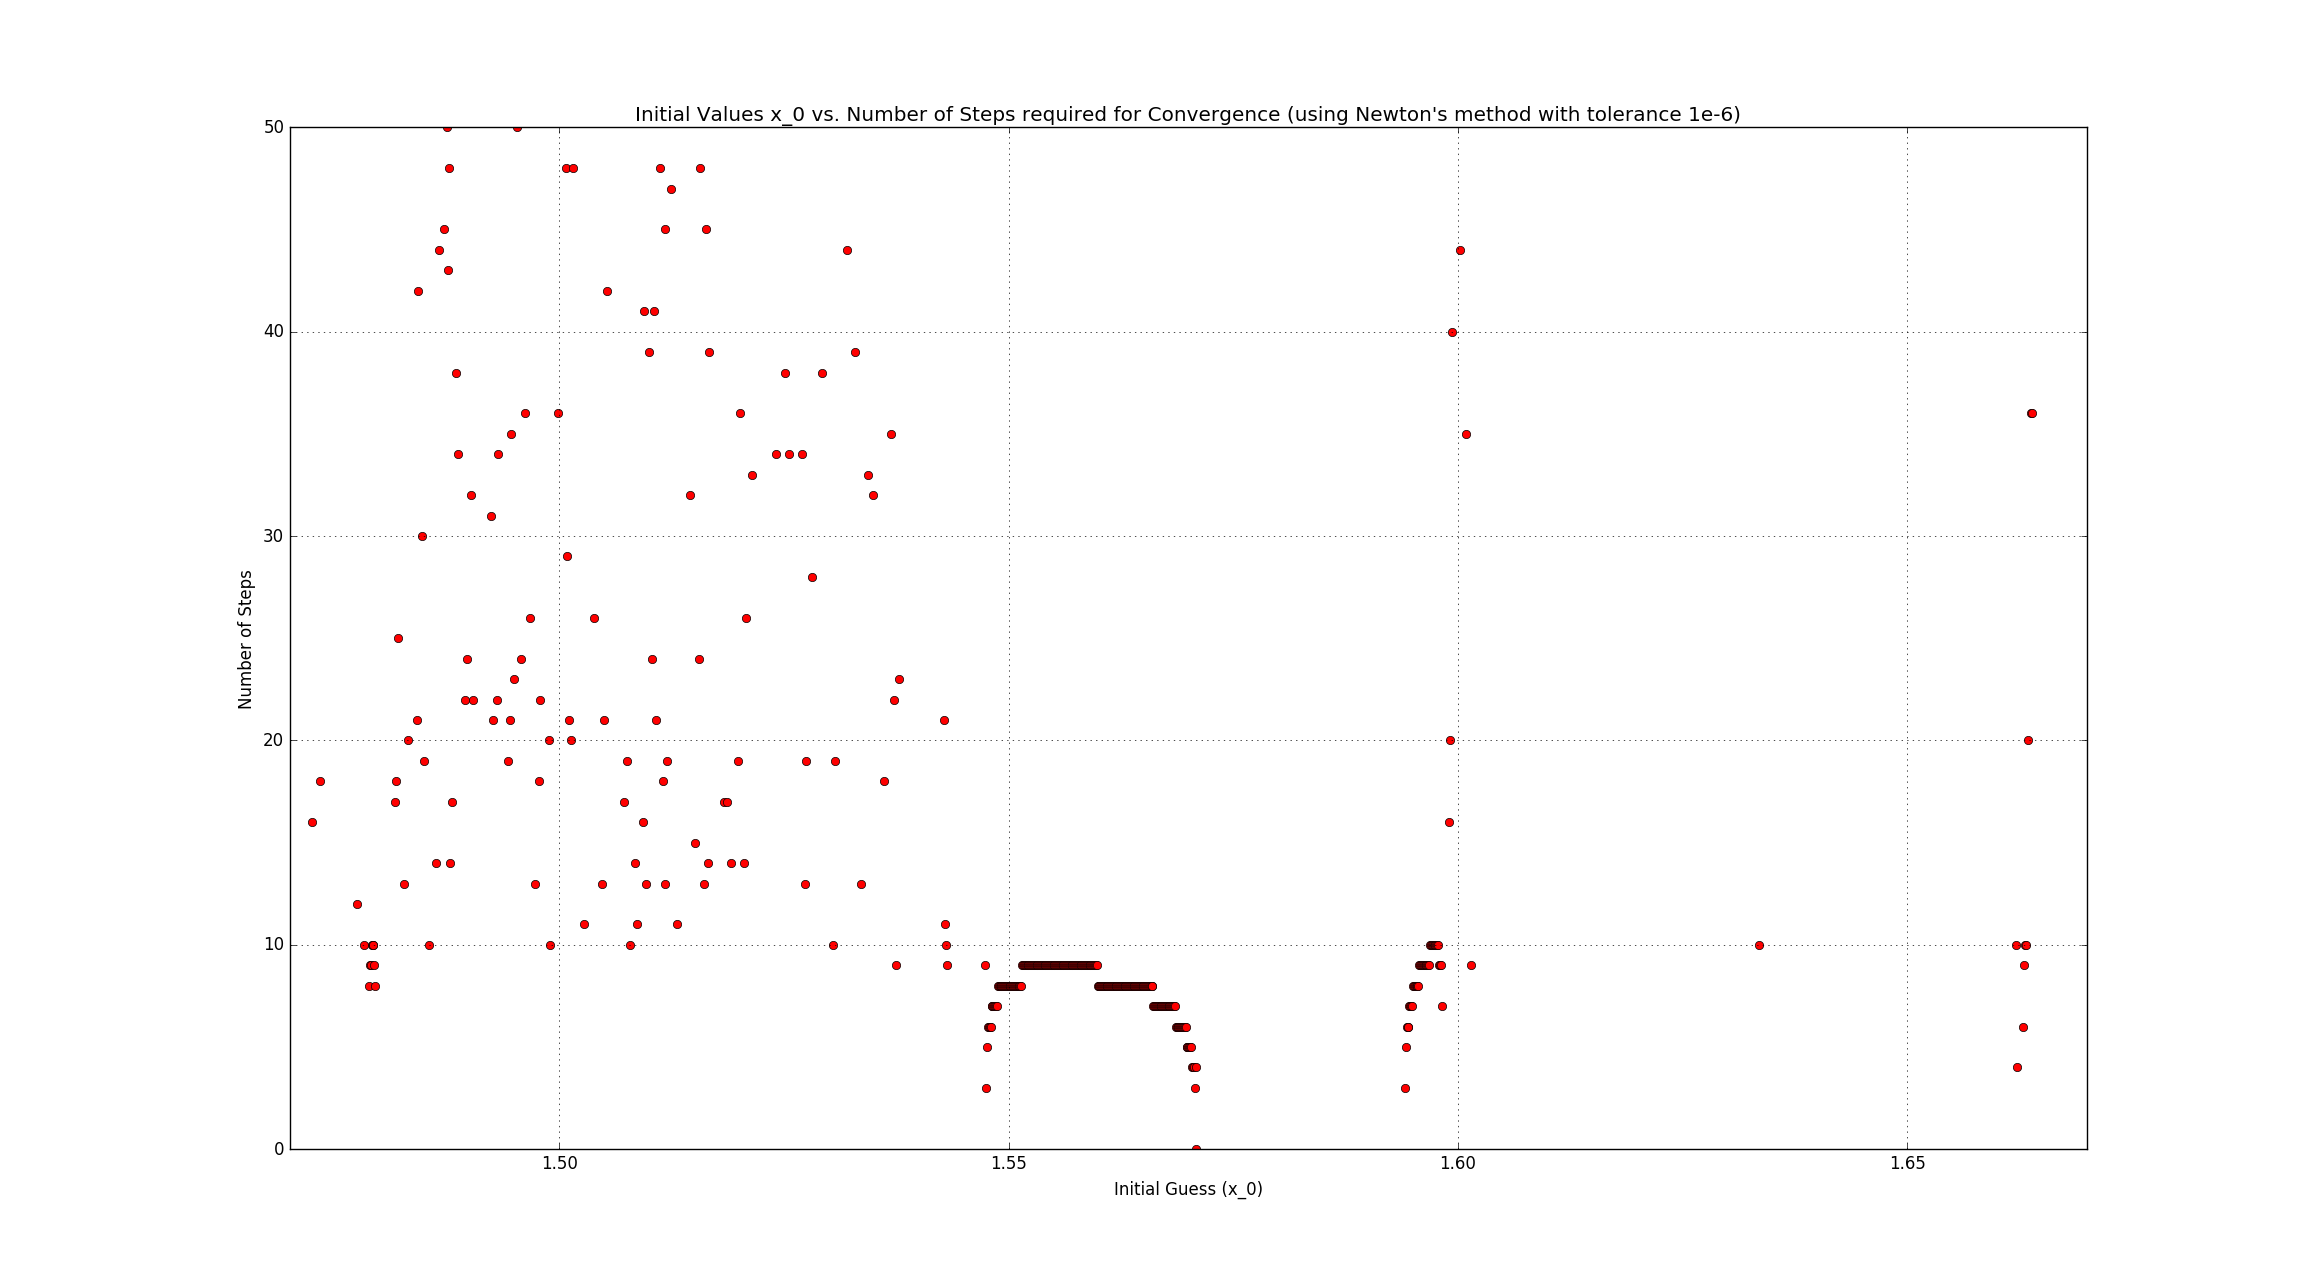 Initial Values x_0 vs. Number of Steps required for Convergence (using Newton's method with tolerance 1e-6)
50
40
30
20
10
0
Number of Steps
1.50 1.55 1.60 1.65
Initial Guess (x_0)